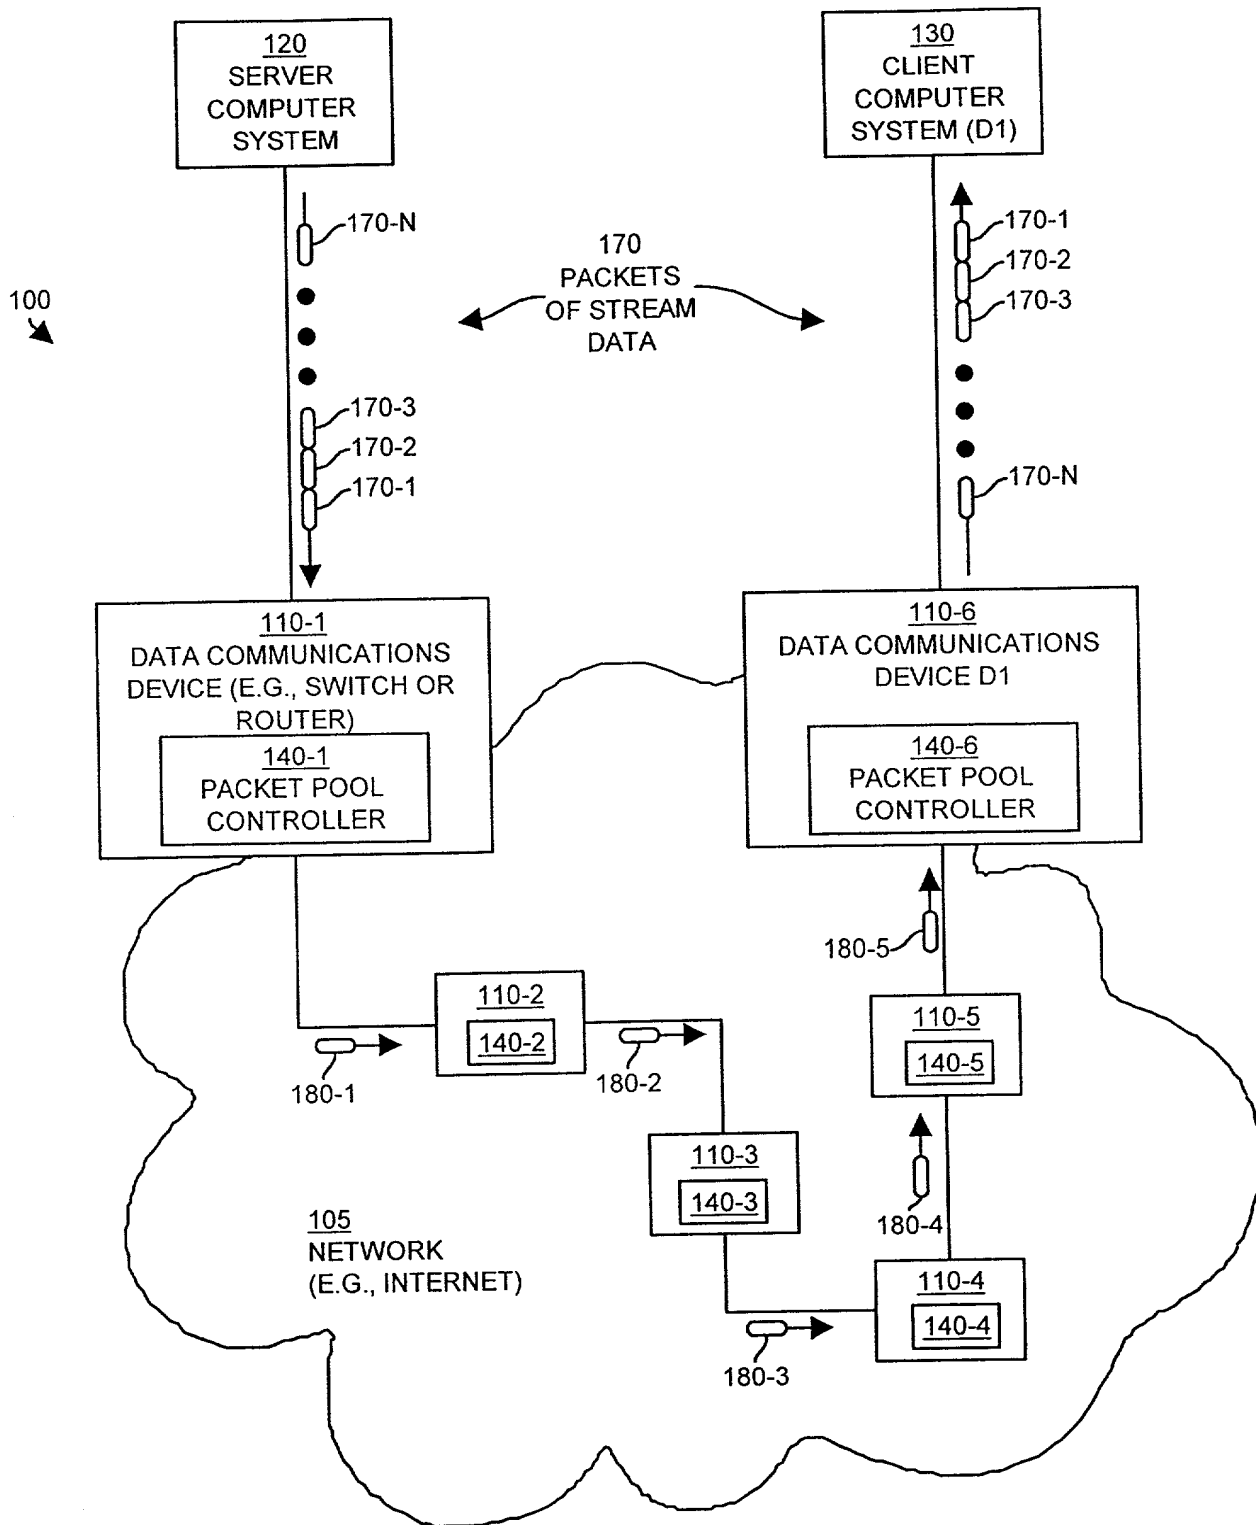 120
SERVER
COMPUTER
SYSTEM
130
CLIENT
COMPUTER
SYSTEM (D1)
170-N
170-3
170-2
170-1
100
170
PACKETS
OF STREAM
DATA
170-1
170-2
170-3
170-N
110-1
DATA COMMUNICATIONS
DEVICE (E.G., SWITCH OR
ROUTER)
140-1
PACKET POOL
CONTROLLER
110-6
DATA COMMUNICATIONS
DEVICE D1
140-6
PACKET POOL
CONTROLLER
180-5
110-2
140-2
180-1
180-2
110-5
140-5
110-3
140-3
180-4
105
NETWORK
(E.G., INTERNET)
110-4
140-4
180-3